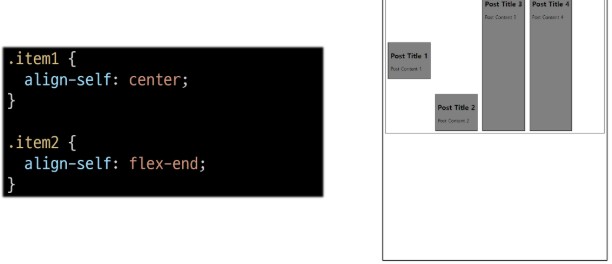 .item1 {
  align-self: center;
}
.item2 {
  align-self: flex-end;
}
Post Title 3
Post Content 3
Post Title 4
Post Content 4
Post Title 1
Post Content 1
Post Title 2
Post Content 2